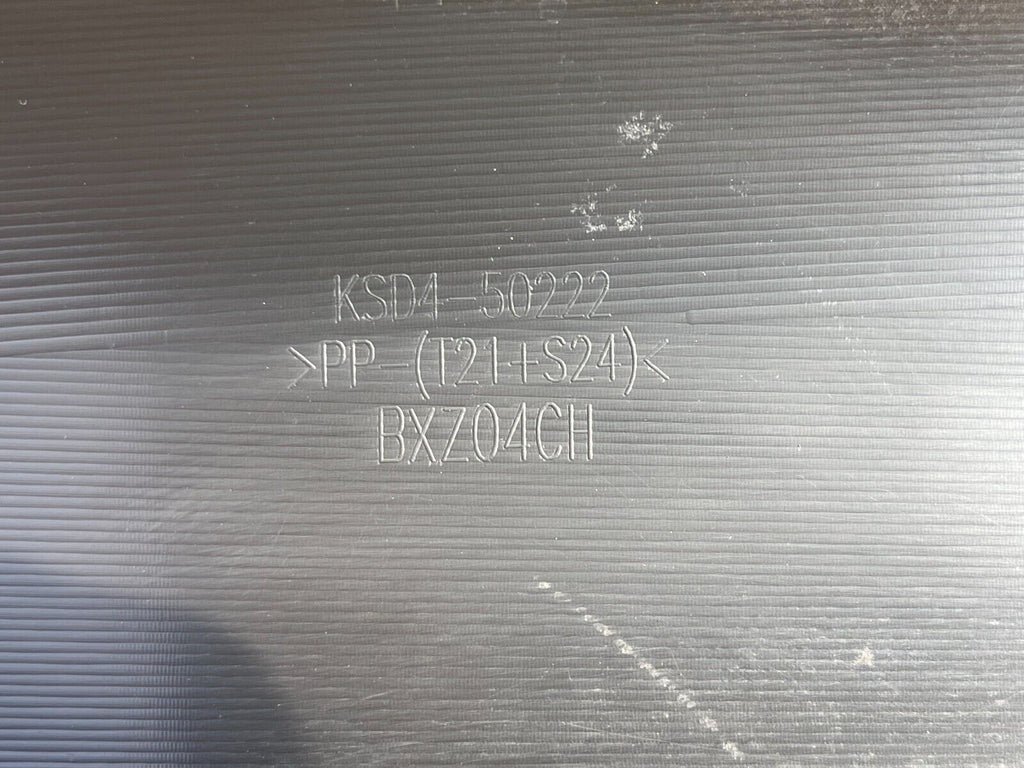 KSD4-50222
>PP-(T21+S24)<
BXZ04CH